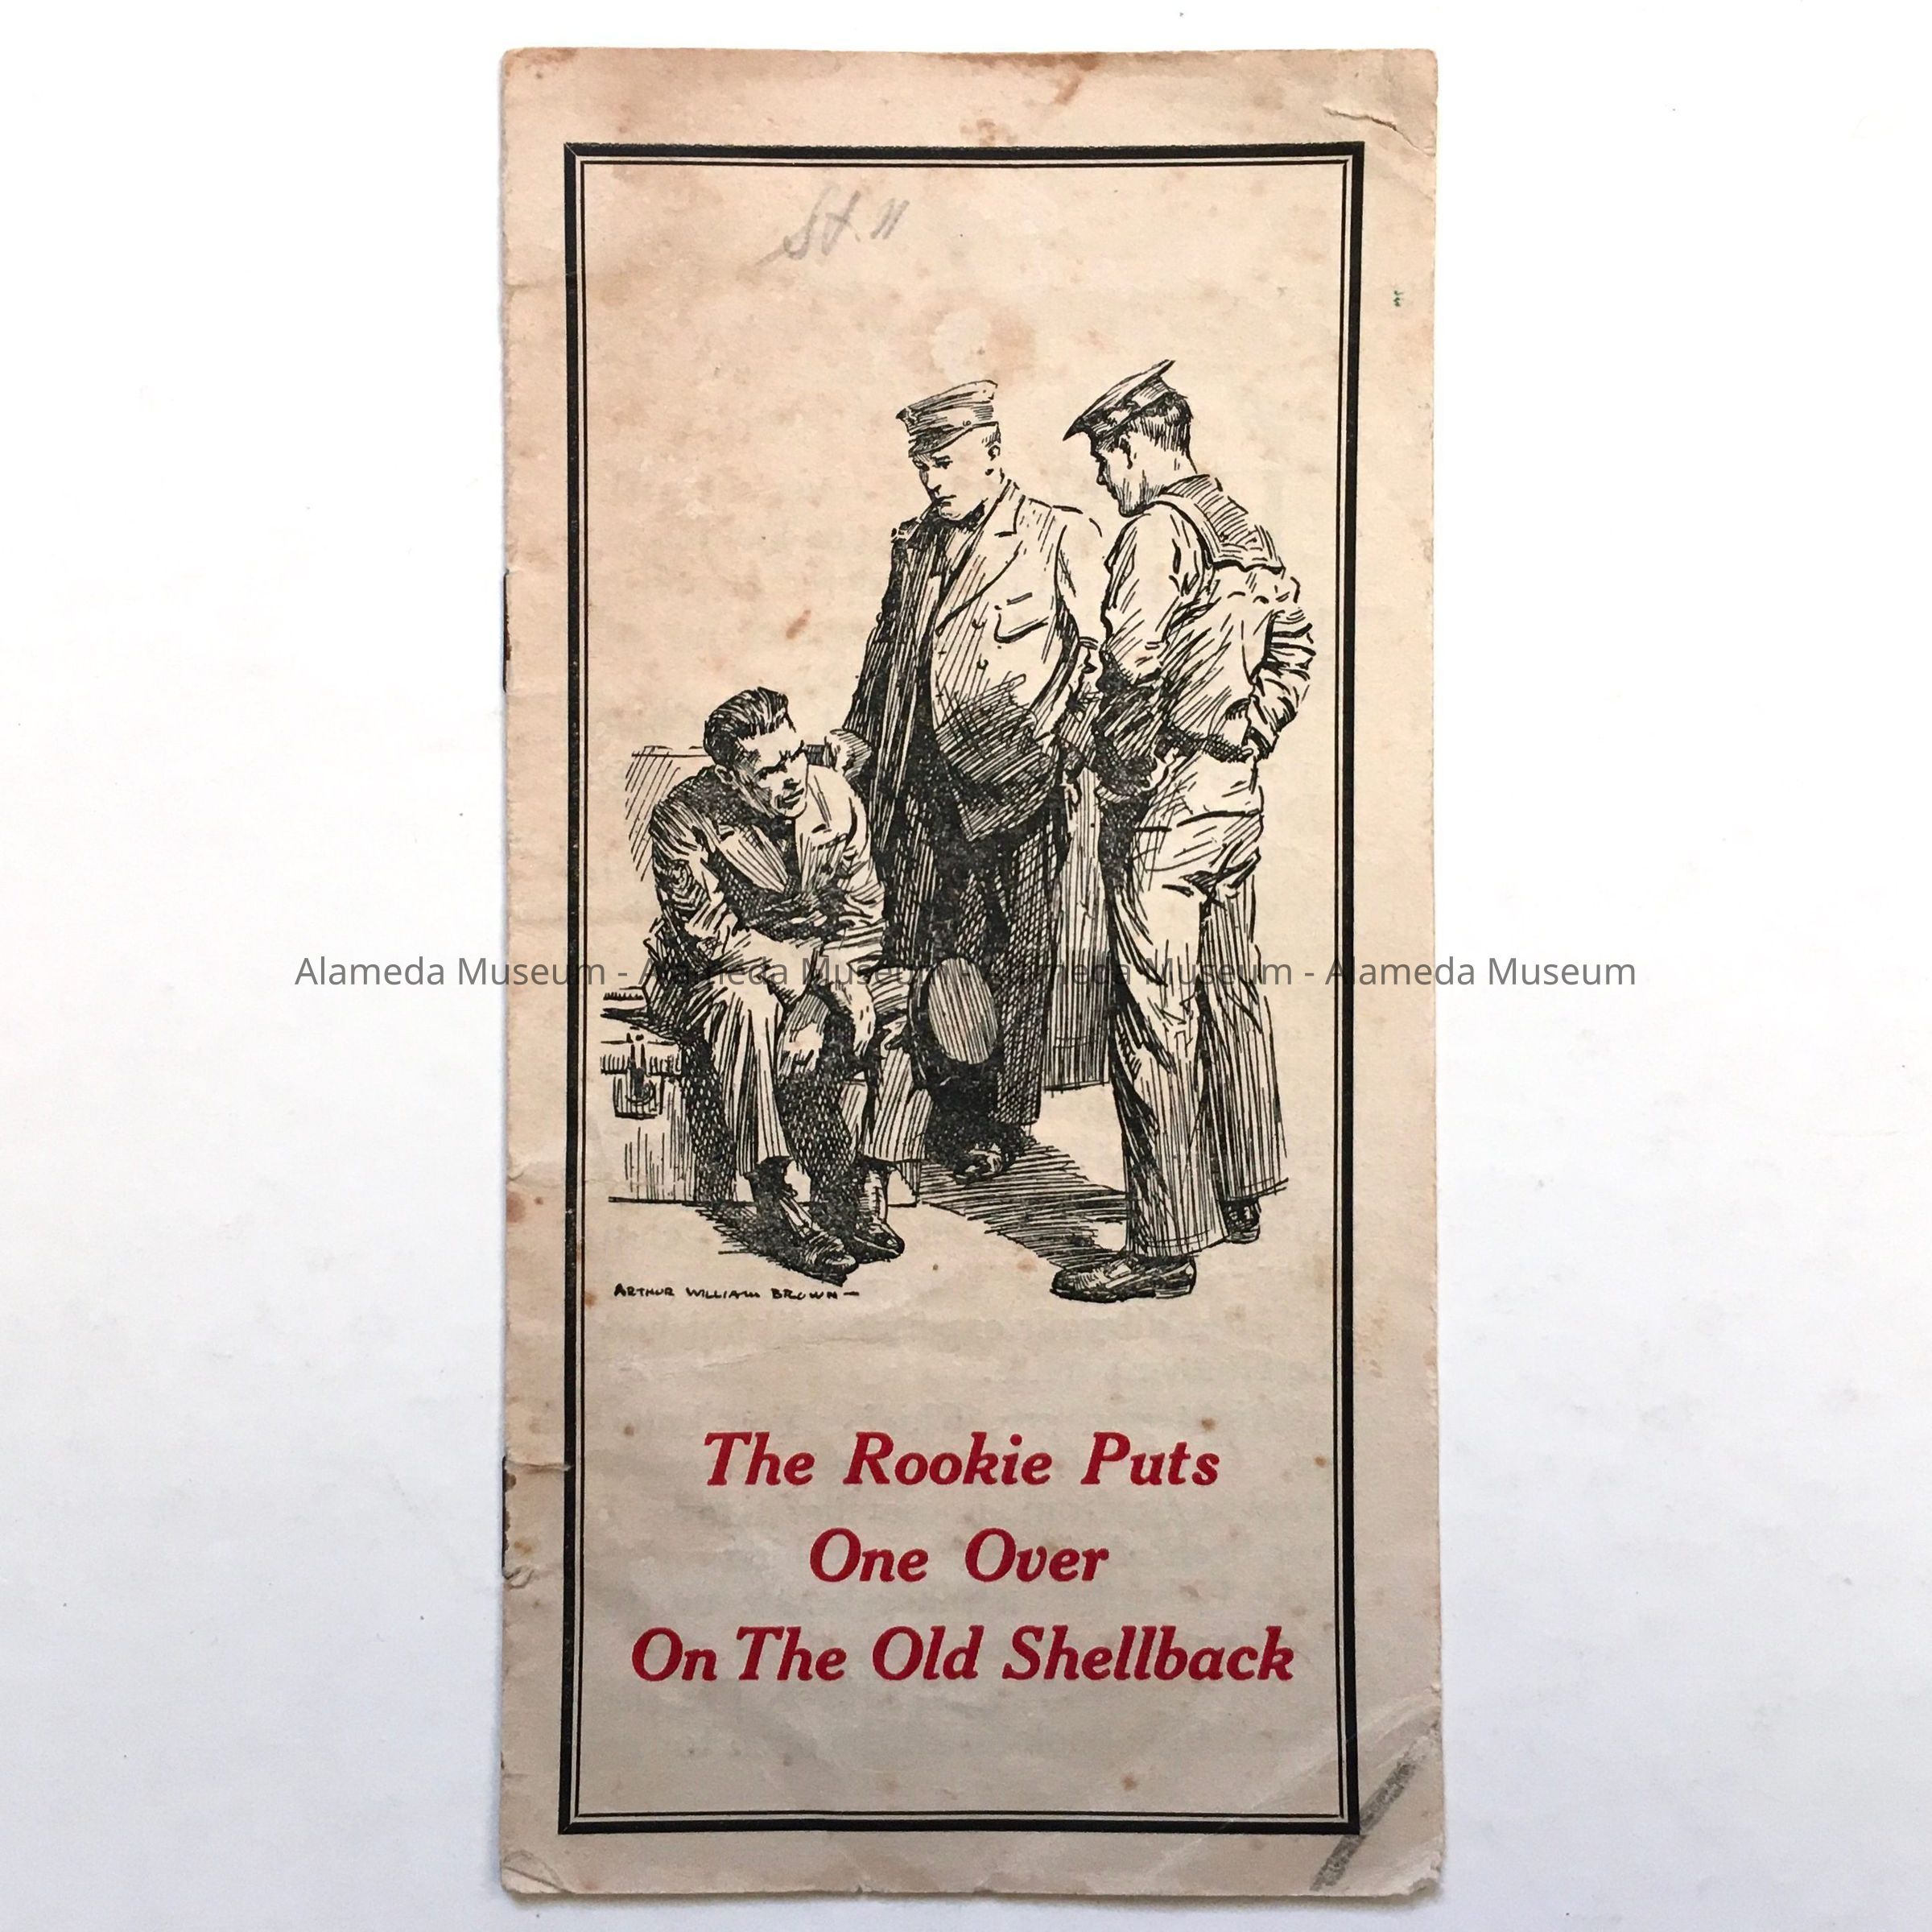 St. 11
Alameda Museum - Alameda Museum - Alameda Museum - Alameda Museum
ARTHUR WILLIAM BROWN—
The Rookie Puts
One Over
On The Old Shellback